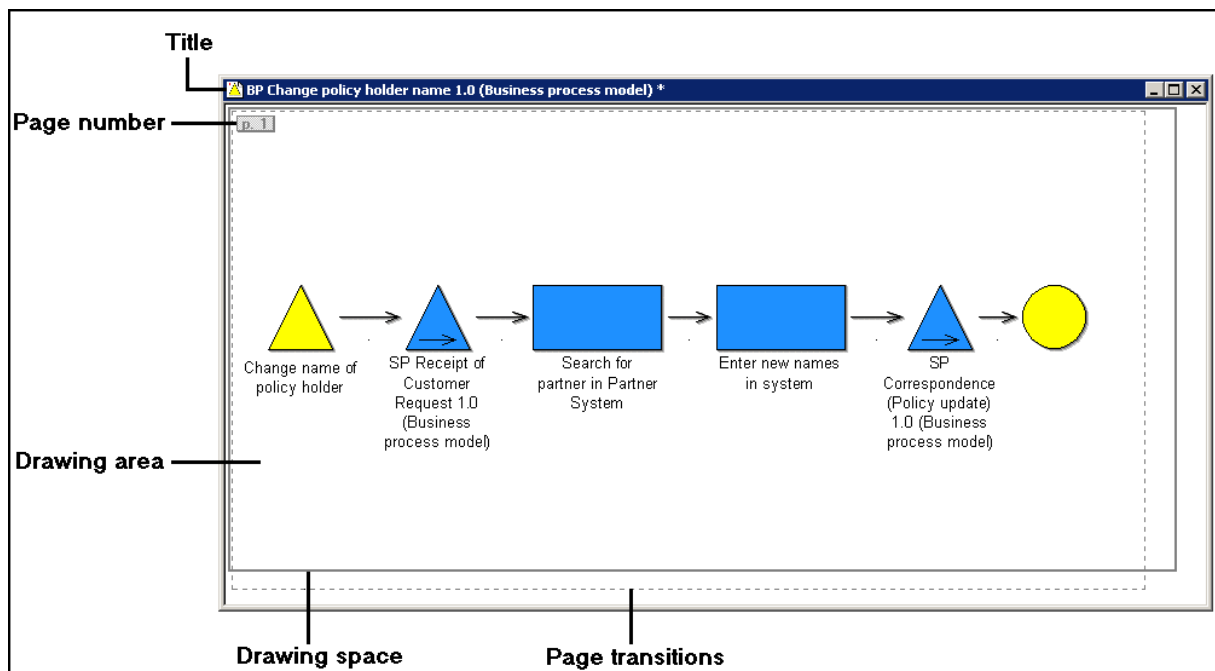 Title
BP Change policy holder name 1.0 (Business process model) *
Page number
p. 1
Change name of
policy holder
SP Receipt of
Customer
Request 1.0
(Business
process model)
Search for
partner in Partner
System
Enter new names
in system
SP
Correspondence
(Policy update)
1.0 (Business
process model)
Drawing area
Drawing space
Page transitions